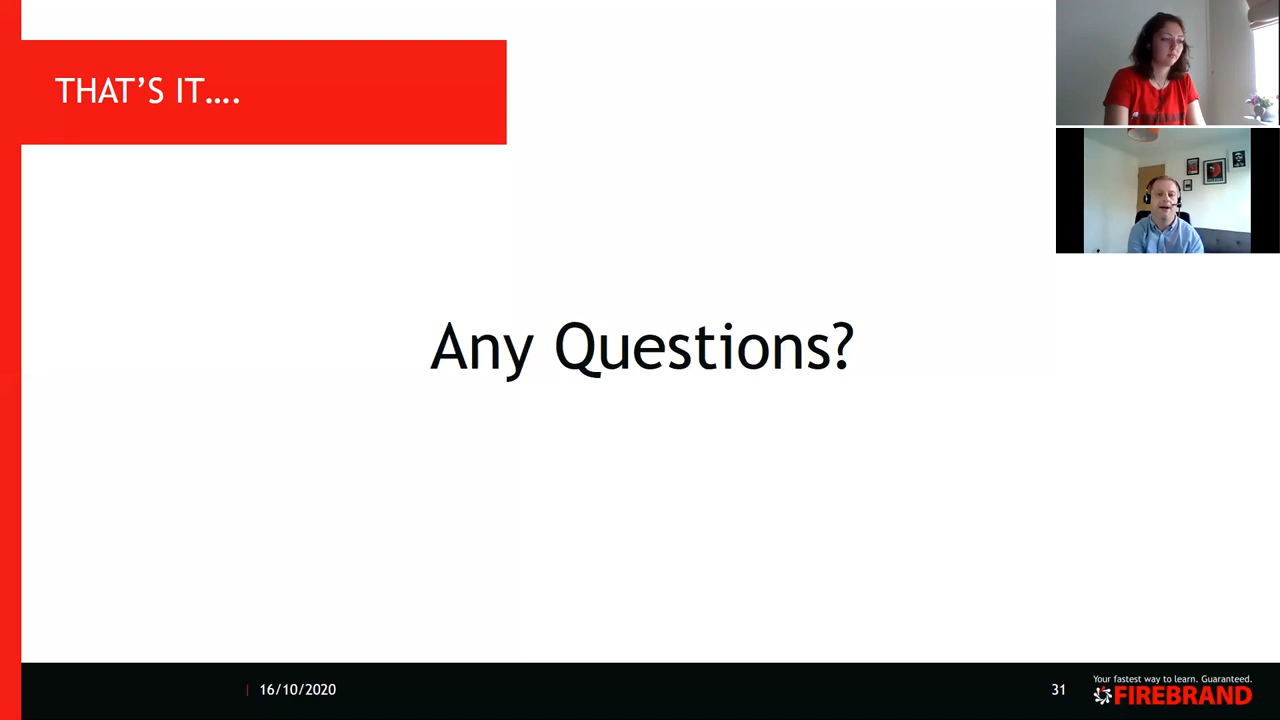 THAT'S IT….
Any Questions?
16/10/2020
31
Your fastest way to learn. Guaranteed.
FIREBRAND